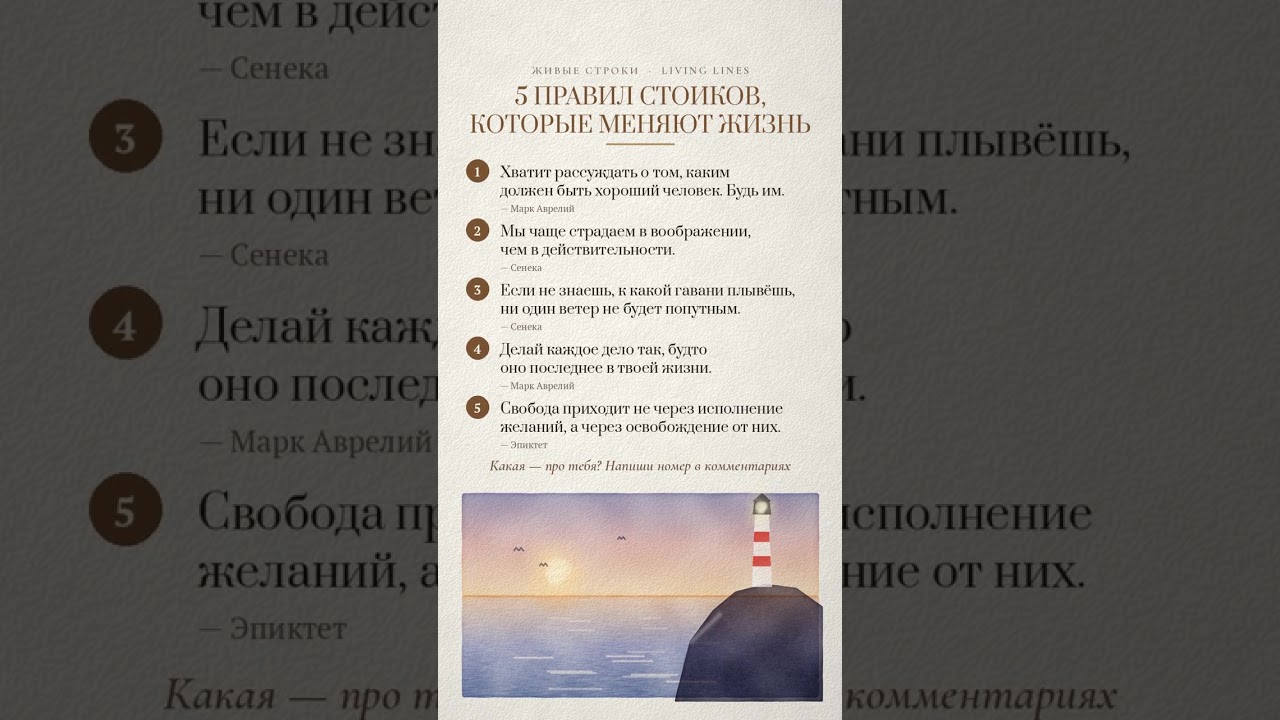 ЖИВЫЕ СТРОКИ · LIVING LINES
5 ПРАВИЛ СТОИКОВ,
КОТОРЫЕ МЕНЯЮТ ЖИЗНЬ
1 Хватит рассуждать о том, каким
должен быть хороший человек. Будь им.
— Марк Аврелий
2 Мы чаще страдаем в воображении,
чем в действительности.
— Сенека
3 Если не знаешь, к какой гавани плывёшь,
ни один ветер не будет попутным.
— Сенека
4 Делай каждое дело так, будто
оно последнее в твоей жизни.
— Марк Аврелий
5 Свобода приходит не через исполнение
желаний, а через освобождение от них.
— Эпиктет
Какая — про тебя? Напиши номер в комментариях